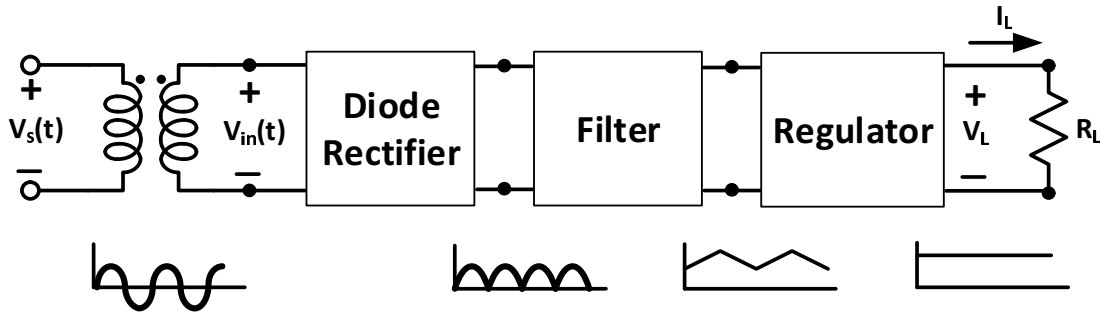 I_L
+
V_s(t)
−
+
V_in(t)
−
Diode
Rectifier
Filter
Regulator
+
V_L
−
R_L